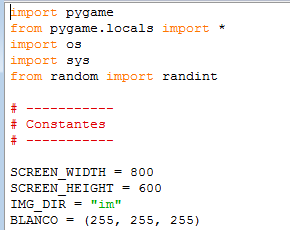 import pygame
from pygame.locals import *
import os
import sys
from random import randint

# -----------
# Constantes
# -----------

SCREEN_WIDTH = 800
SCREEN_HEIGHT = 600
IMG_DIR = "im"
BLANCO = (255, 255, 255)